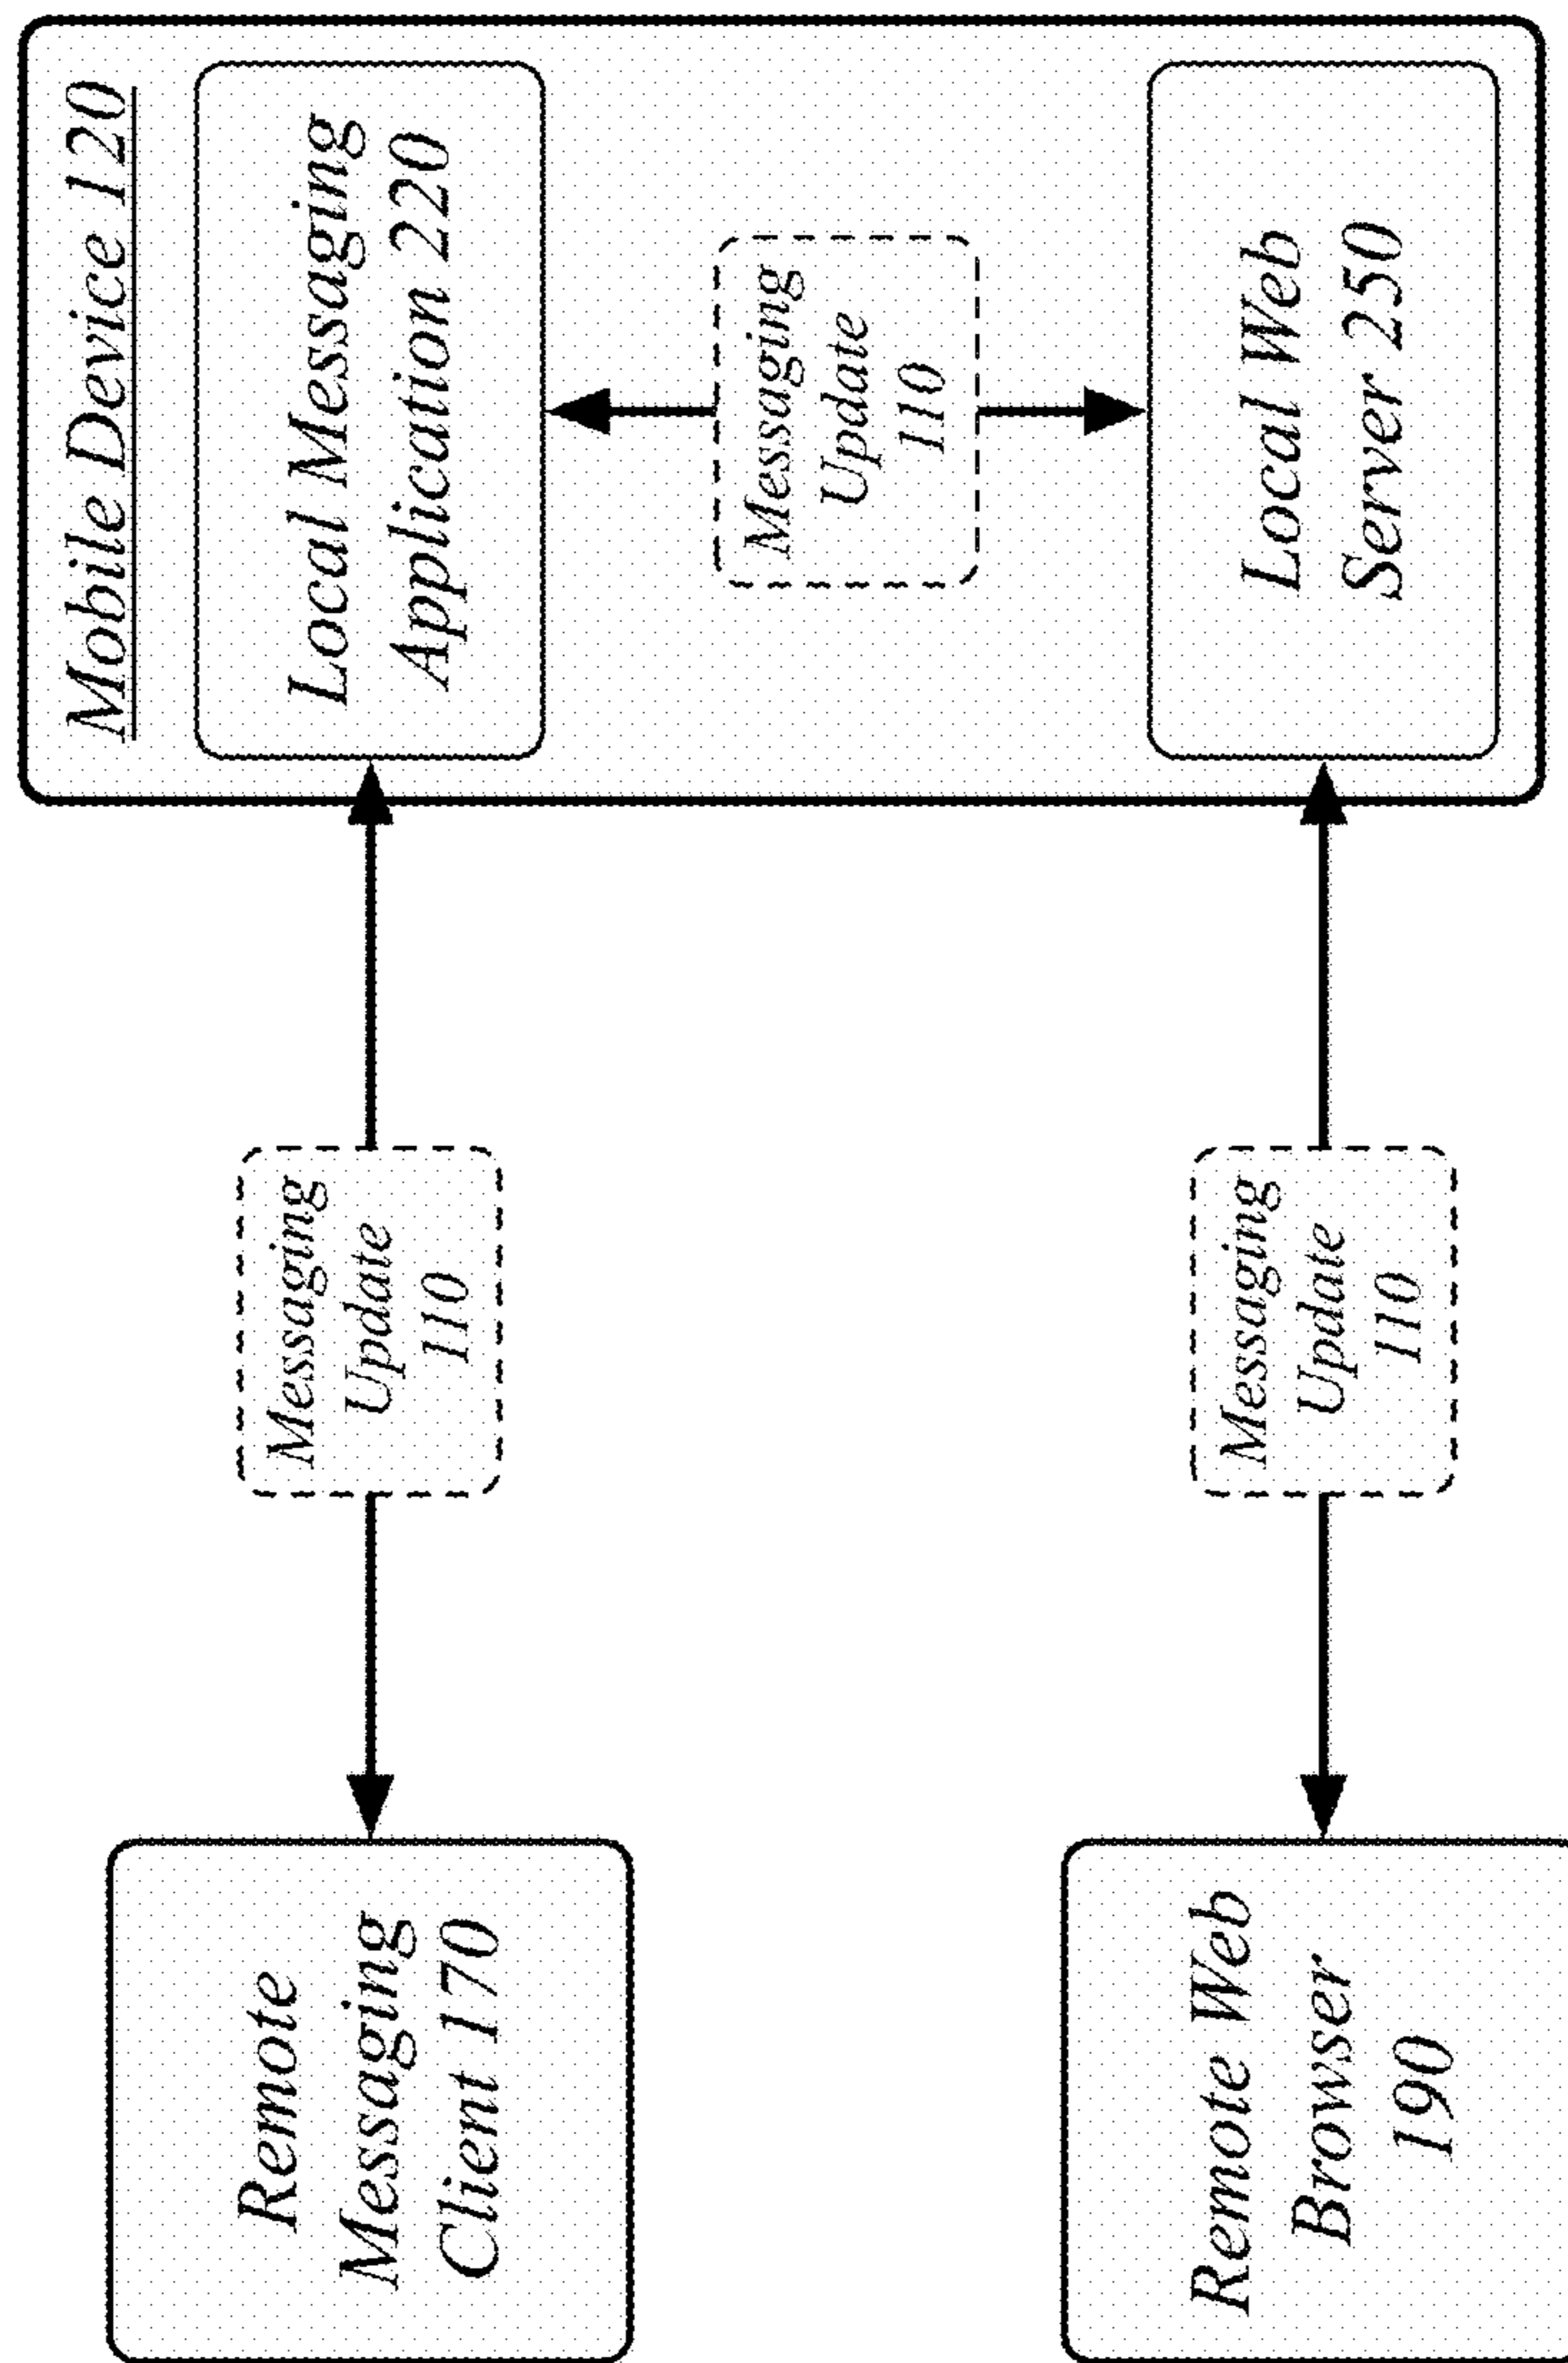 Mobile Device 120
Local Messaging
Application 220
Messaging
Update
110
Local Web
Server 250
Messaging
Update
110
Messaging
Update
110
Remote
Messaging
Client 170
Remote Web
Browser
190